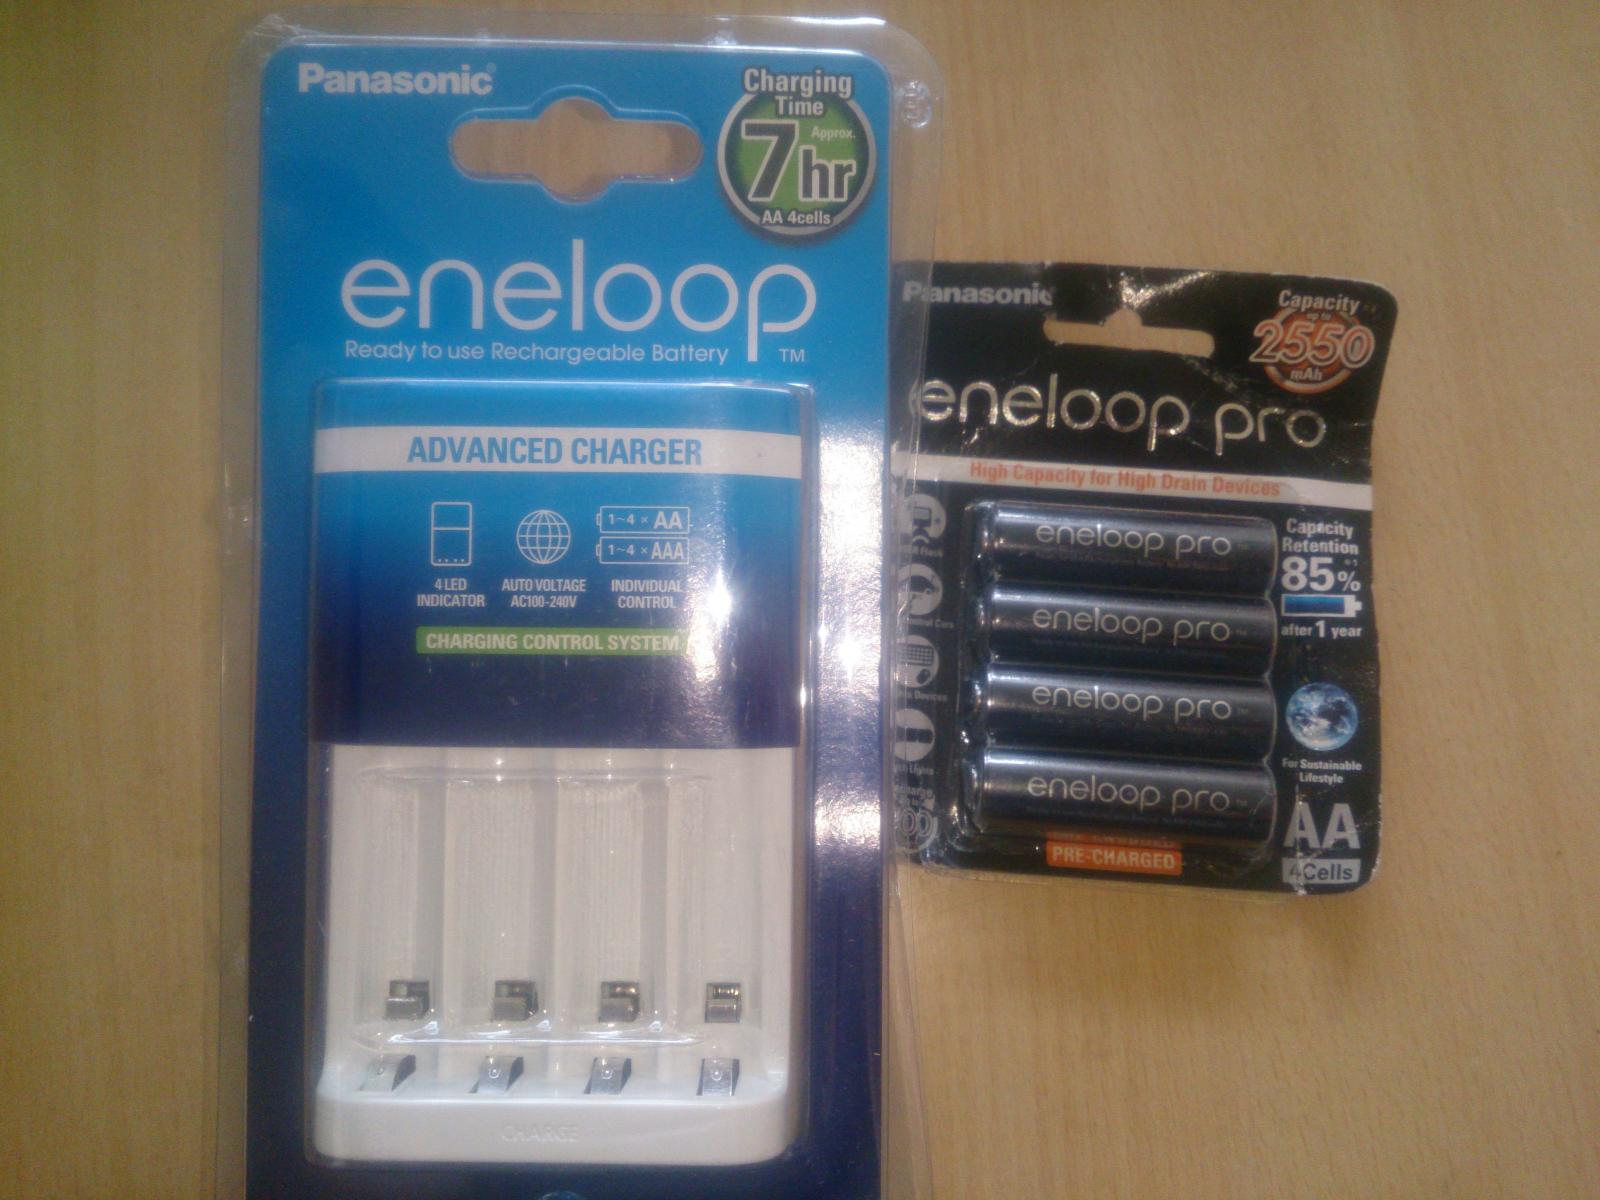 Panasonic
Charging
Time
Approx.
7hr
AA 4cells
eneloop
Ready to use Rechargeable Battery
TM
ADVANCED CHARGER
1~4 × AA
1~4 × AAA
4 LED
INDICATOR
AUTO VOLTAGE
AC100-240V
INDIVIDUAL
CONTROL
CHARGING CONTROL SYSTEM
CHARGE
Panasonic
Capacity
up to
2550
mAh
eneloop pro
High Capacity for High Drain Devices
eneloop pro
eneloop pro
eneloop pro
eneloop pro
Capacity
Retention
85%
after 1 year
For Sustainable
Lifestyle
AA
4Cells
PRE-CHARGED